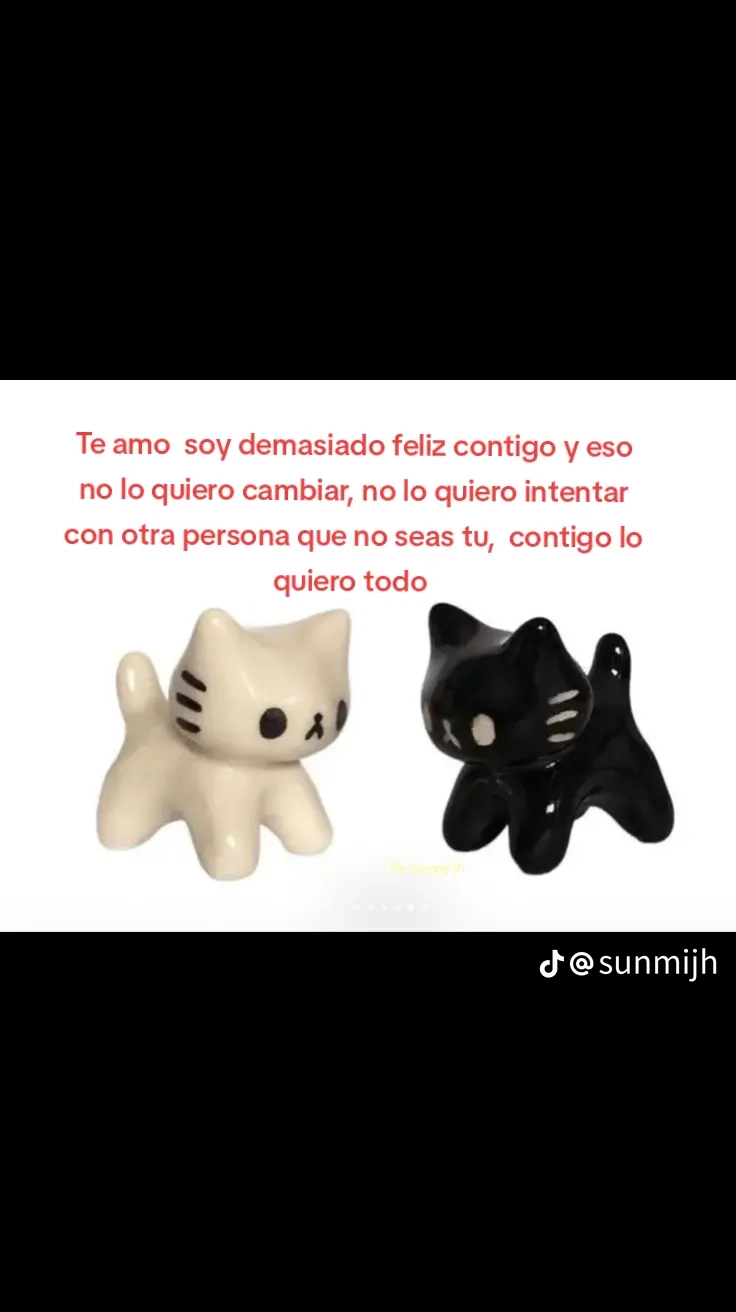 Te amo  soy demasiado feliz contigo y eso
no lo quiero cambiar, no lo quiero intentar
con otra persona que no seas tu,  contigo lo
quiero todo
@sunmijh